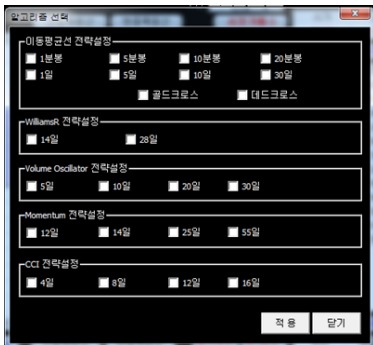 알고리즘 선택
이동평균선 전략설정
1분봉 5분봉 10분봉 20분봉
1일 5일 10일 30일
골드크로스 데드크로스
WilliamsR 전략설정
14일 28일
Volume Oscillator 전략설정
5일 10일 20일 30일
Momentum 전략설정
12일 14일 25일 55일
CCI 전략설정
4일 8일 12일 16일
적용 닫기